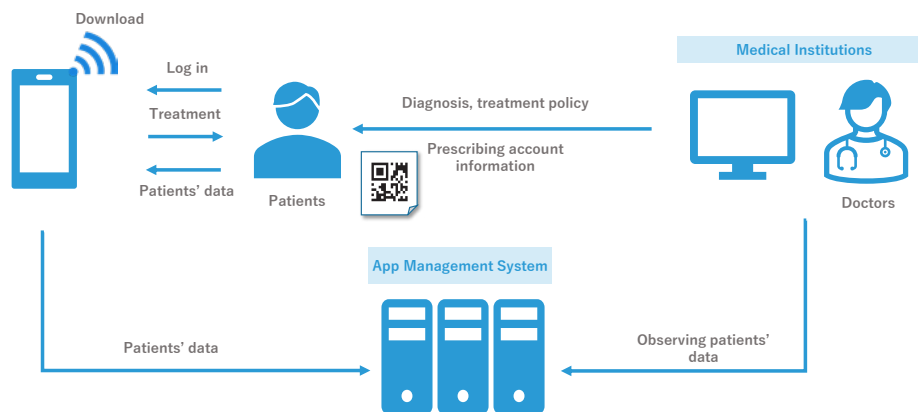 Download
Medical Institutions
Log in
Treatment
Diagnosis, treatment policy
Prescribing account
information
Patients' data
Patients
Doctors
App Management System
Patients' data
Observing patients'
data